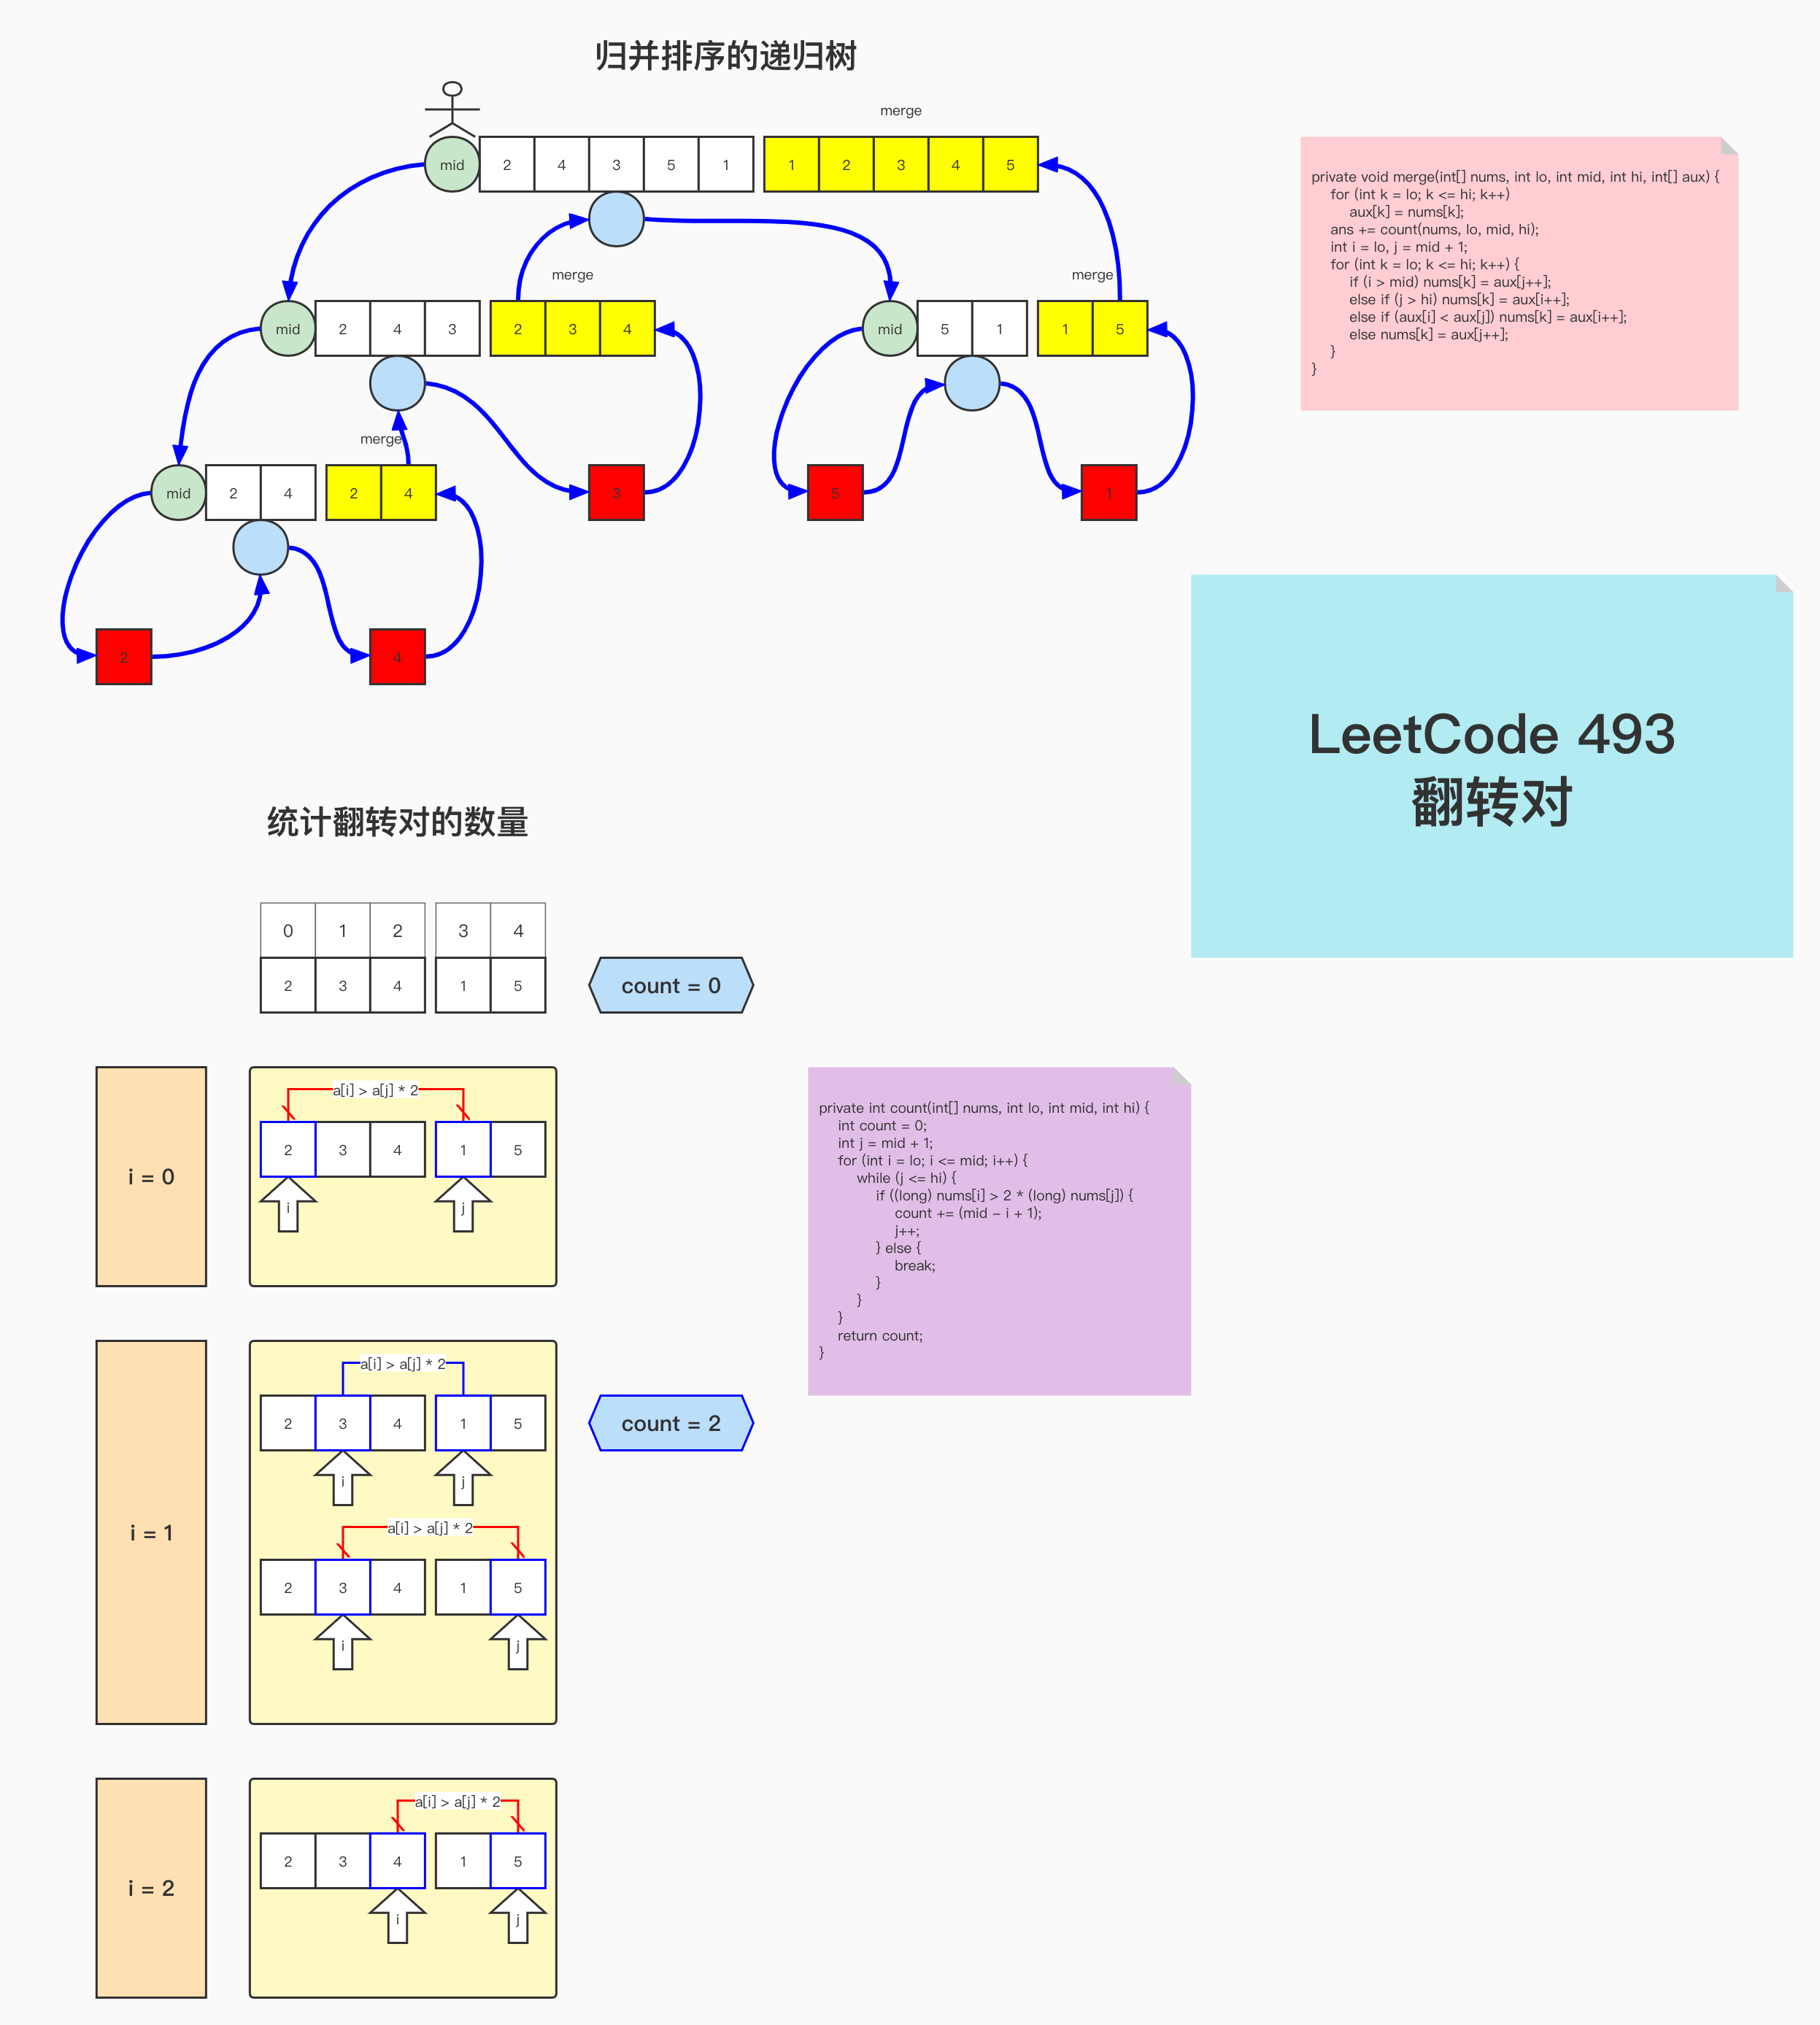 归并排序的递归树
merge
mid 2 4 3 5 1 1 2 3 4 5
merge merge
mid 2 4 3 2 3 4 mid 5 1 1 5
merge
mid 2 4 2 4 3 5 1
2 4
private void merge(int[] nums, int lo, int mid, int hi, int[] aux) {
for (int k = lo; k <= hi; k++)
aux[k] = nums[k];
ans += count(nums, lo, mid, hi);
int i = lo, j = mid + 1;
for (int k = lo; k <= hi; k++) {
if (i > mid) nums[k] = aux[j++];
else if (j > hi) nums[k] = aux[i++];
else if (aux[i] < aux[j]) nums[k] = aux[i++];
else nums[k] = aux[j++];
}
}
LeetCode 493
翻转对
统计翻转对的数量
0 1 2 3 4
2 3 4 1 5
count = 0
i = 0
a[i] > a[j] * 2
2 3 4 1 5
i j
private int count(int[] nums, int lo, int mid, int hi) {
int count = 0;
int j = mid + 1;
for (int i = lo; i <= mid; i++) {
while (j <= hi) {
if ((long) nums[i] > 2 * (long) nums[j]) {
count += (mid − i + 1);
j++;
} else {
break;
}
}
}
return count;
}
i = 1
a[i] > a[j] * 2
2 3 4 1 5
i j
count = 2
a[i] > a[j] * 2
2 3 4 1 5
i j
i = 2
a[i] > a[j] * 2
2 3 4 1 5
i j